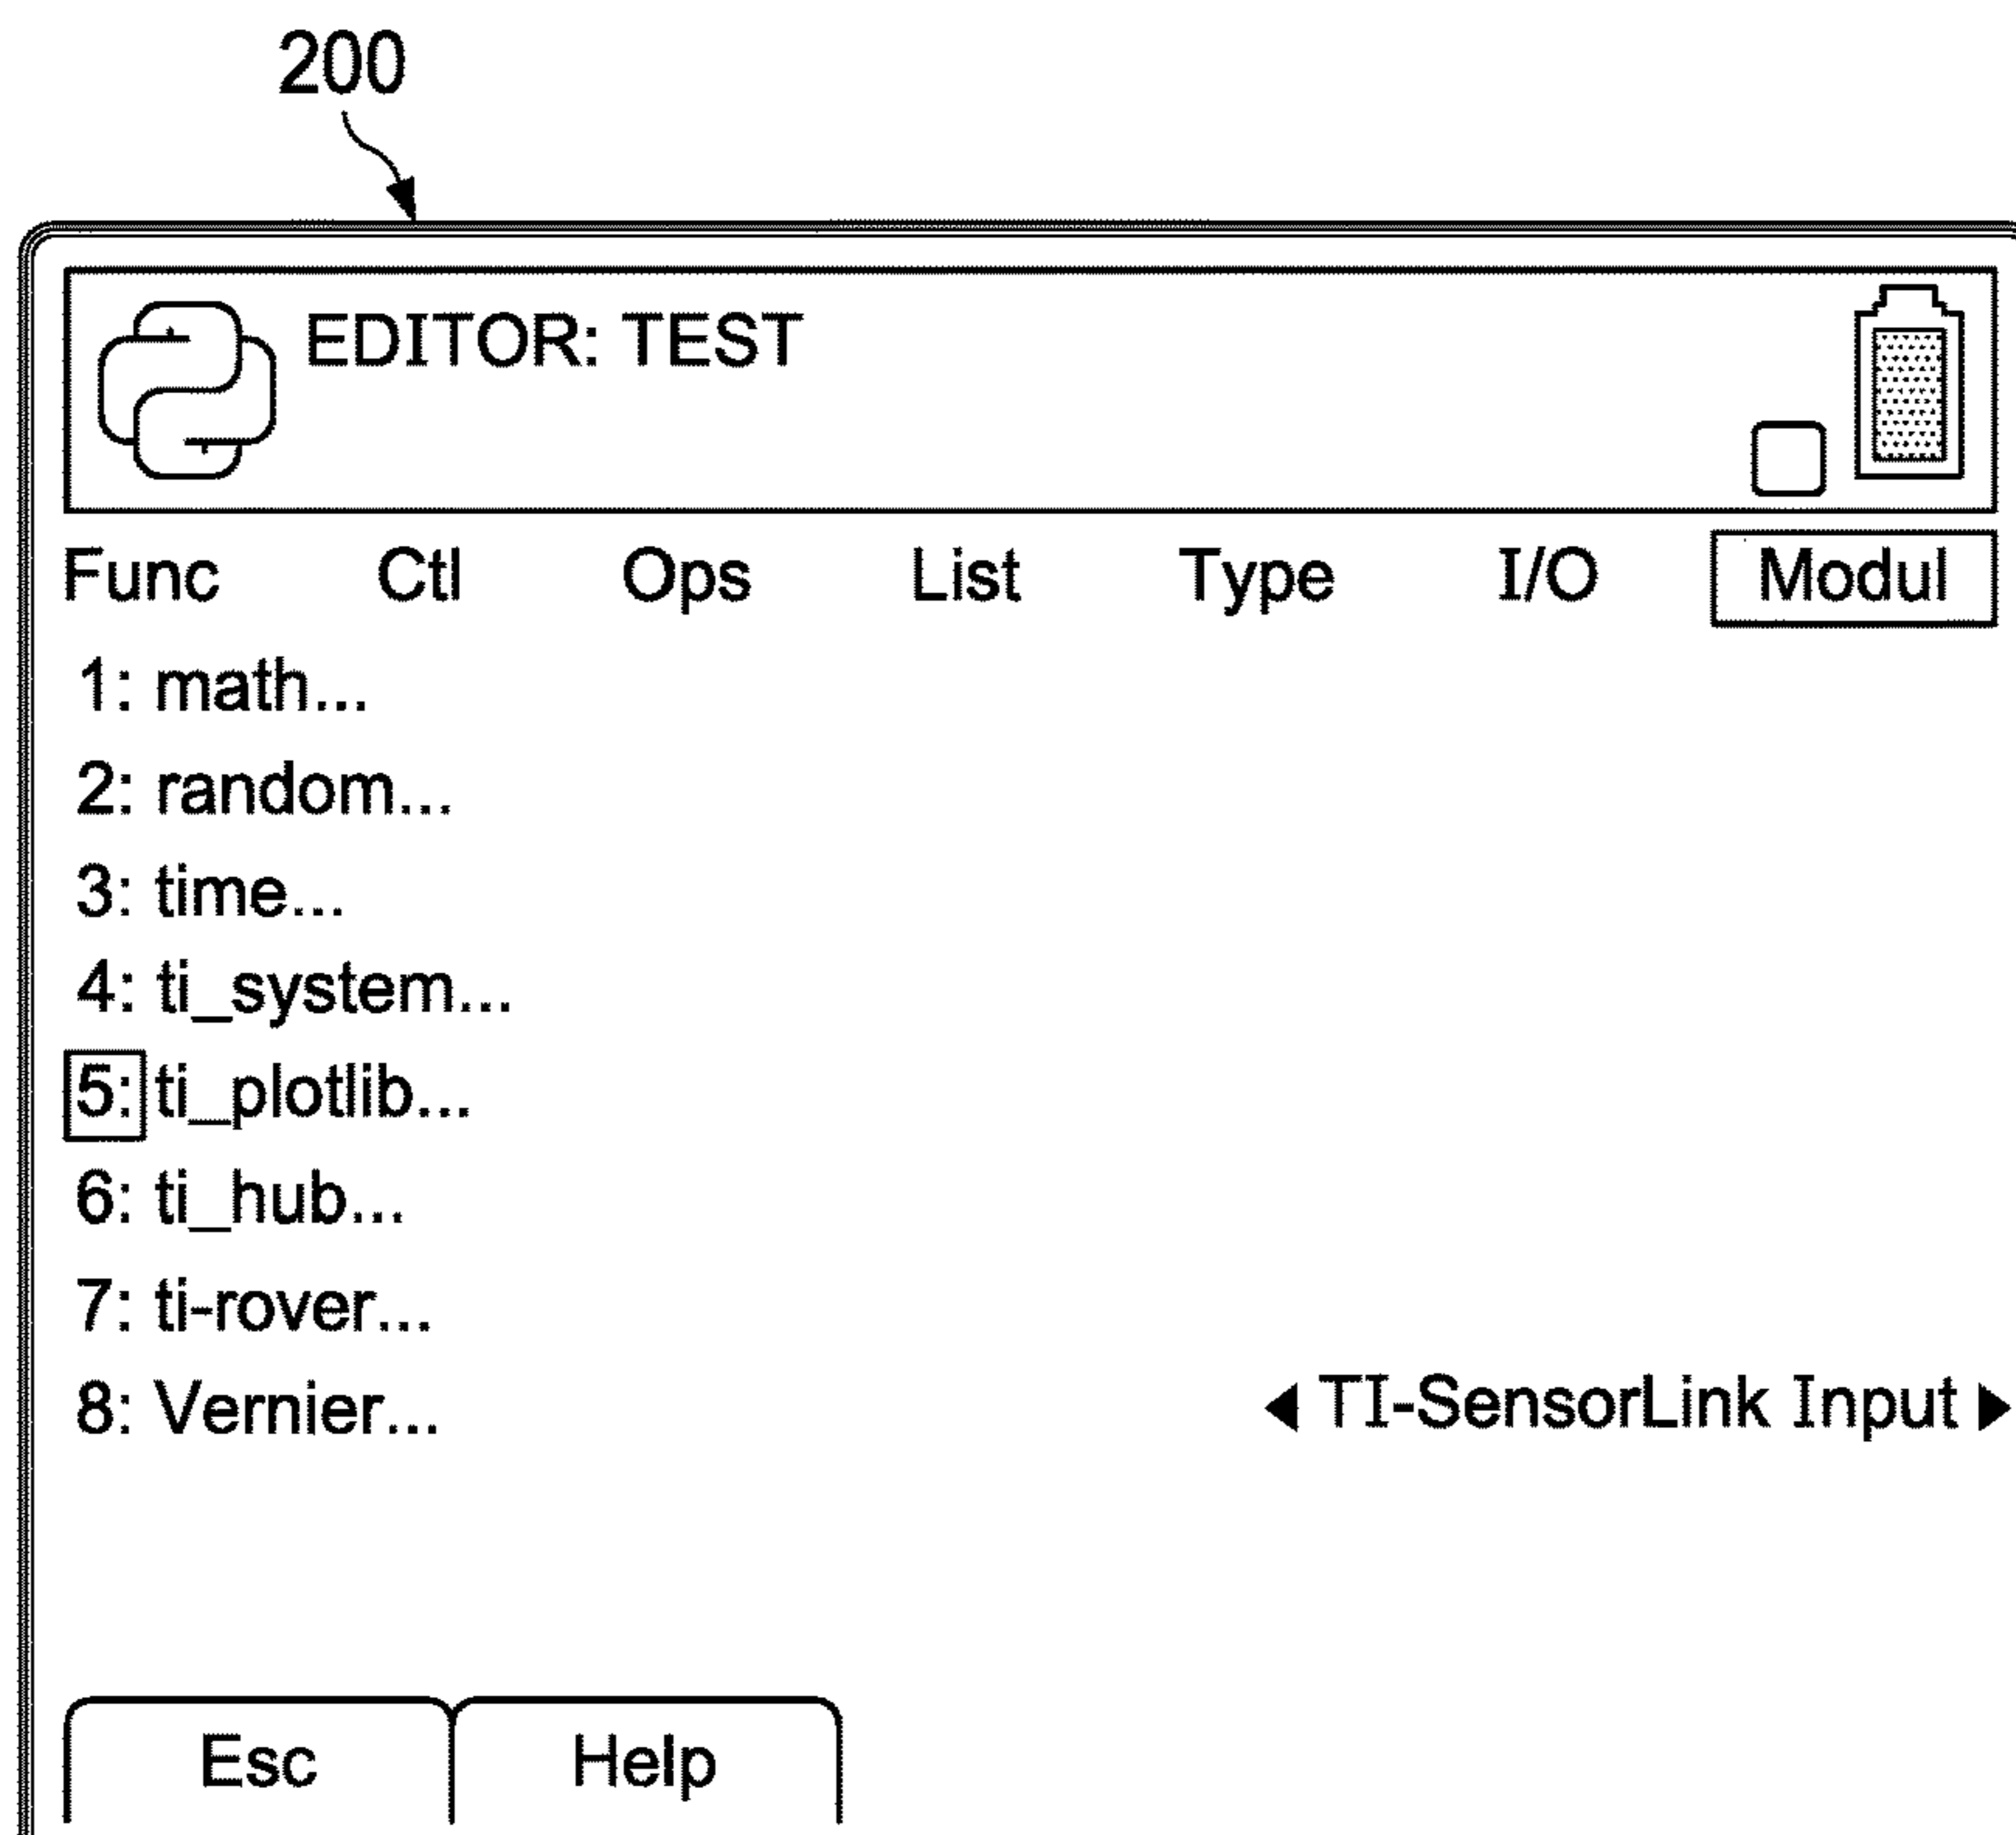 200
EDITOR: TEST
Func Ctl Ops List Type I/O Modul
1: math...
2: random...
3: time...
4: ti_system...
5: ti_plotlib...
6: ti_hub...
7: ti-rover...
8: Vernier... ◀ TI-SensorLink Input ▶
Esc Help